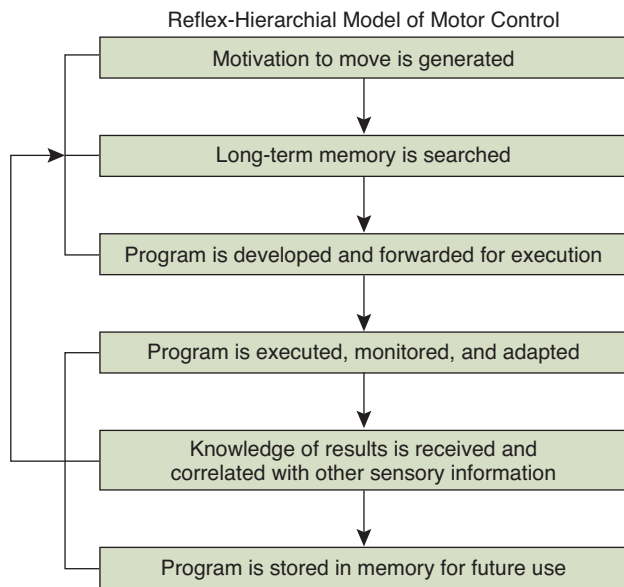 Reflex-Hierarchial Model of Motor Control
Motivation to move is generated
Long-term memory is searched
Program is developed and forwarded for execution
Program is executed, monitored, and adapted
Knowledge of results is received and
correlated with other sensory information
Program is stored in memory for future use